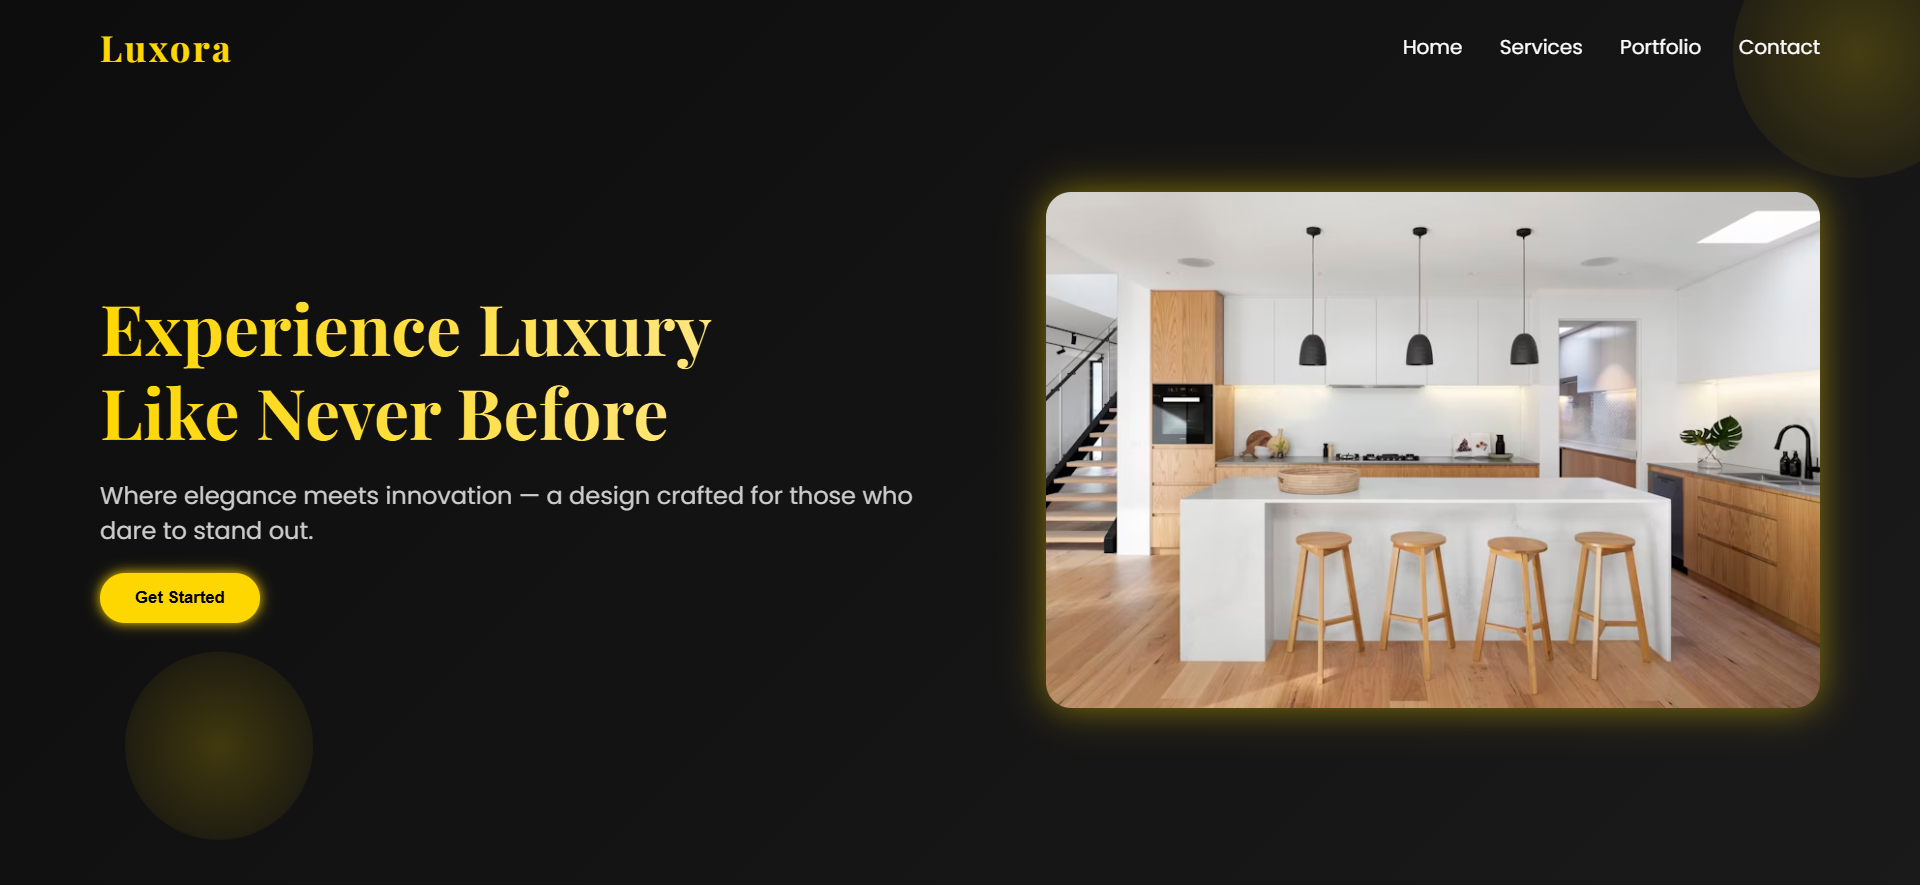 Luxora
Home Services Portfolio Contact
Experience Luxury
Like Never Before
Where elegance meets innovation — a design crafted for those who
dare to stand out.
Get Started